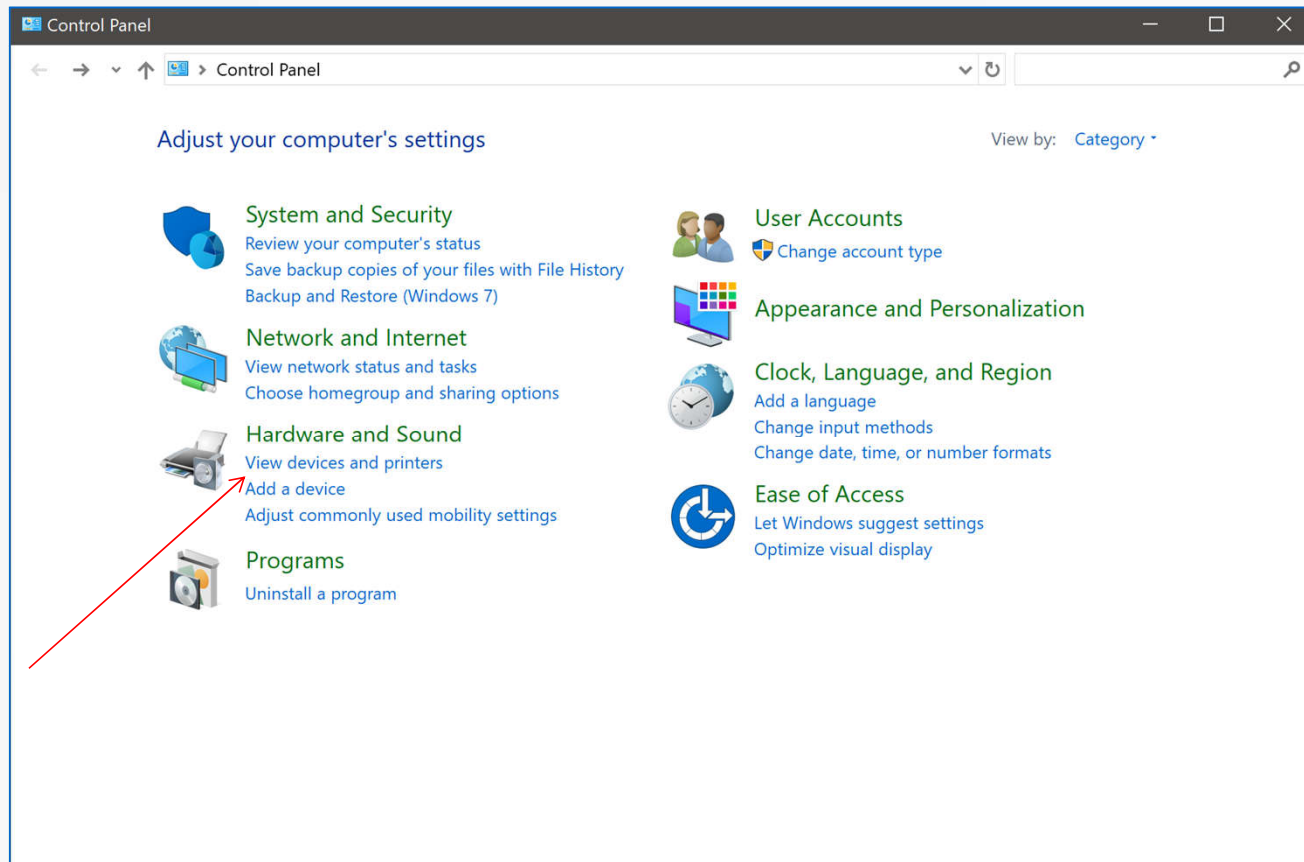 Control Panel
Control Panel
Adjust your computer's settings
View by: Category
System and Security
Review your computer's status
Save backup copies of your files with File History
Backup and Restore (Windows 7)
Network and Internet
View network status and tasks
Choose homegroup and sharing options
Hardware and Sound
View devices and printers
Add a device
Adjust commonly used mobility settings
Programs
Uninstall a program
User Accounts
Change account type
Appearance and Personalization
Clock, Language, and Region
Add a language
Change input methods
Change date, time, or number formats
Ease of Access
Let Windows suggest settings
Optimize visual display